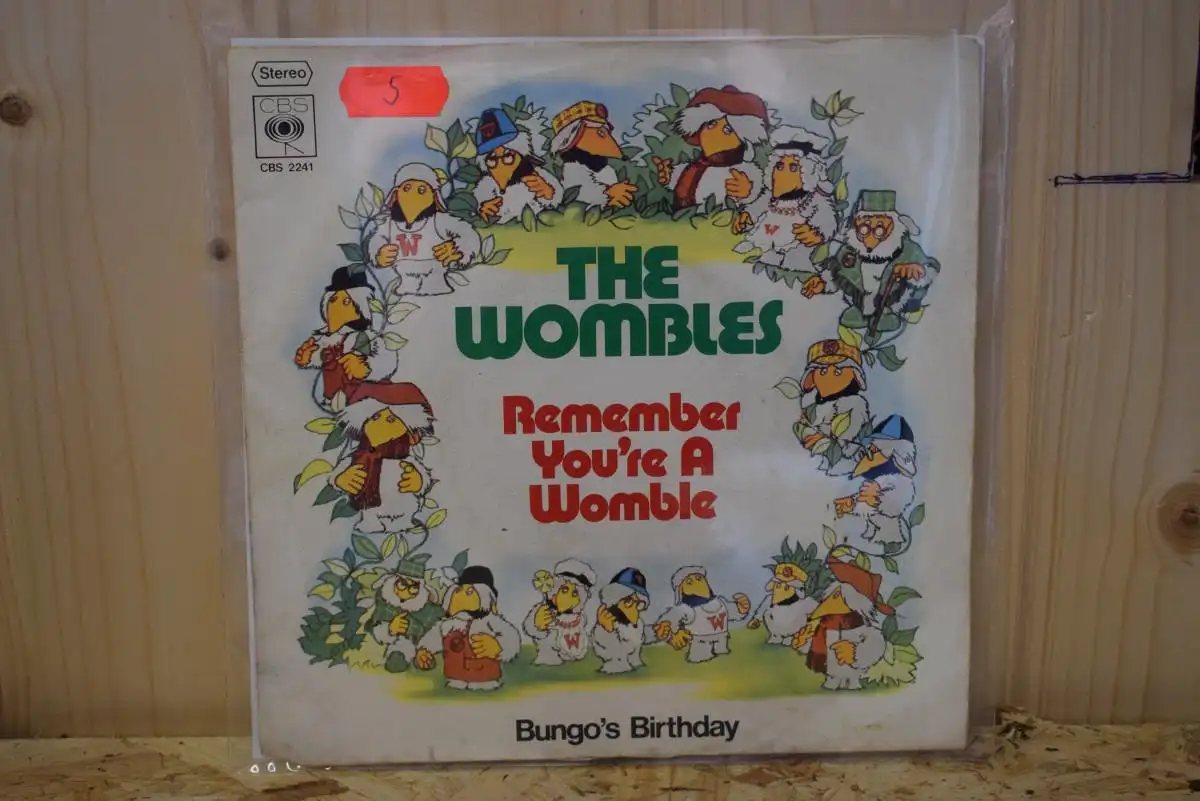 Stereo
CBS
CBS 2241
5
THE
WOMBLES
Remember
You're A
Womble
W
W
W
W
Bungo's Birthday